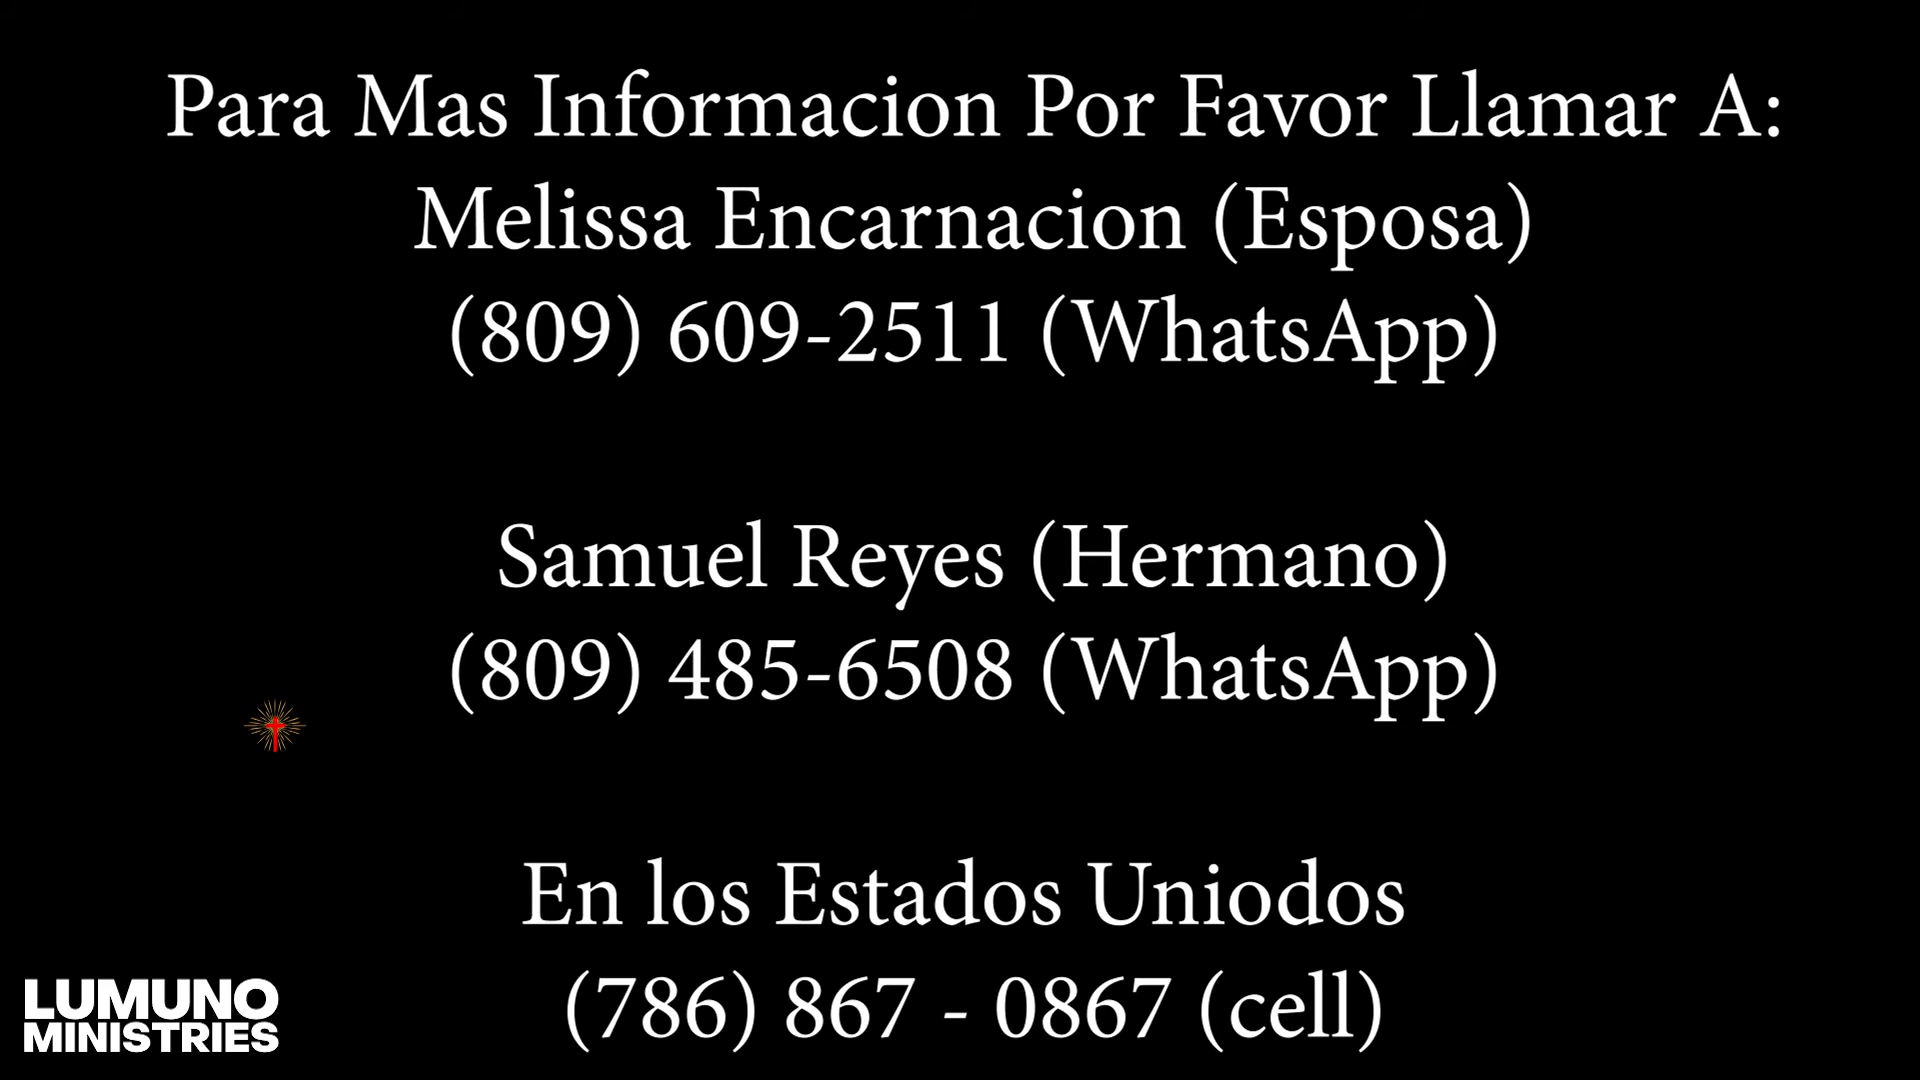 Para Mas Informacion Por Favor Llamar A:
Melissa Encarnacion (Esposa)
(809) 609-2511 (WhatsApp)
Samuel Reyes (Hermano)
(809) 485-6508 (WhatsApp)
En los Estados Uniodos
(786) 867 - 0867 (cell)
LUMUNO
MINISTRIES